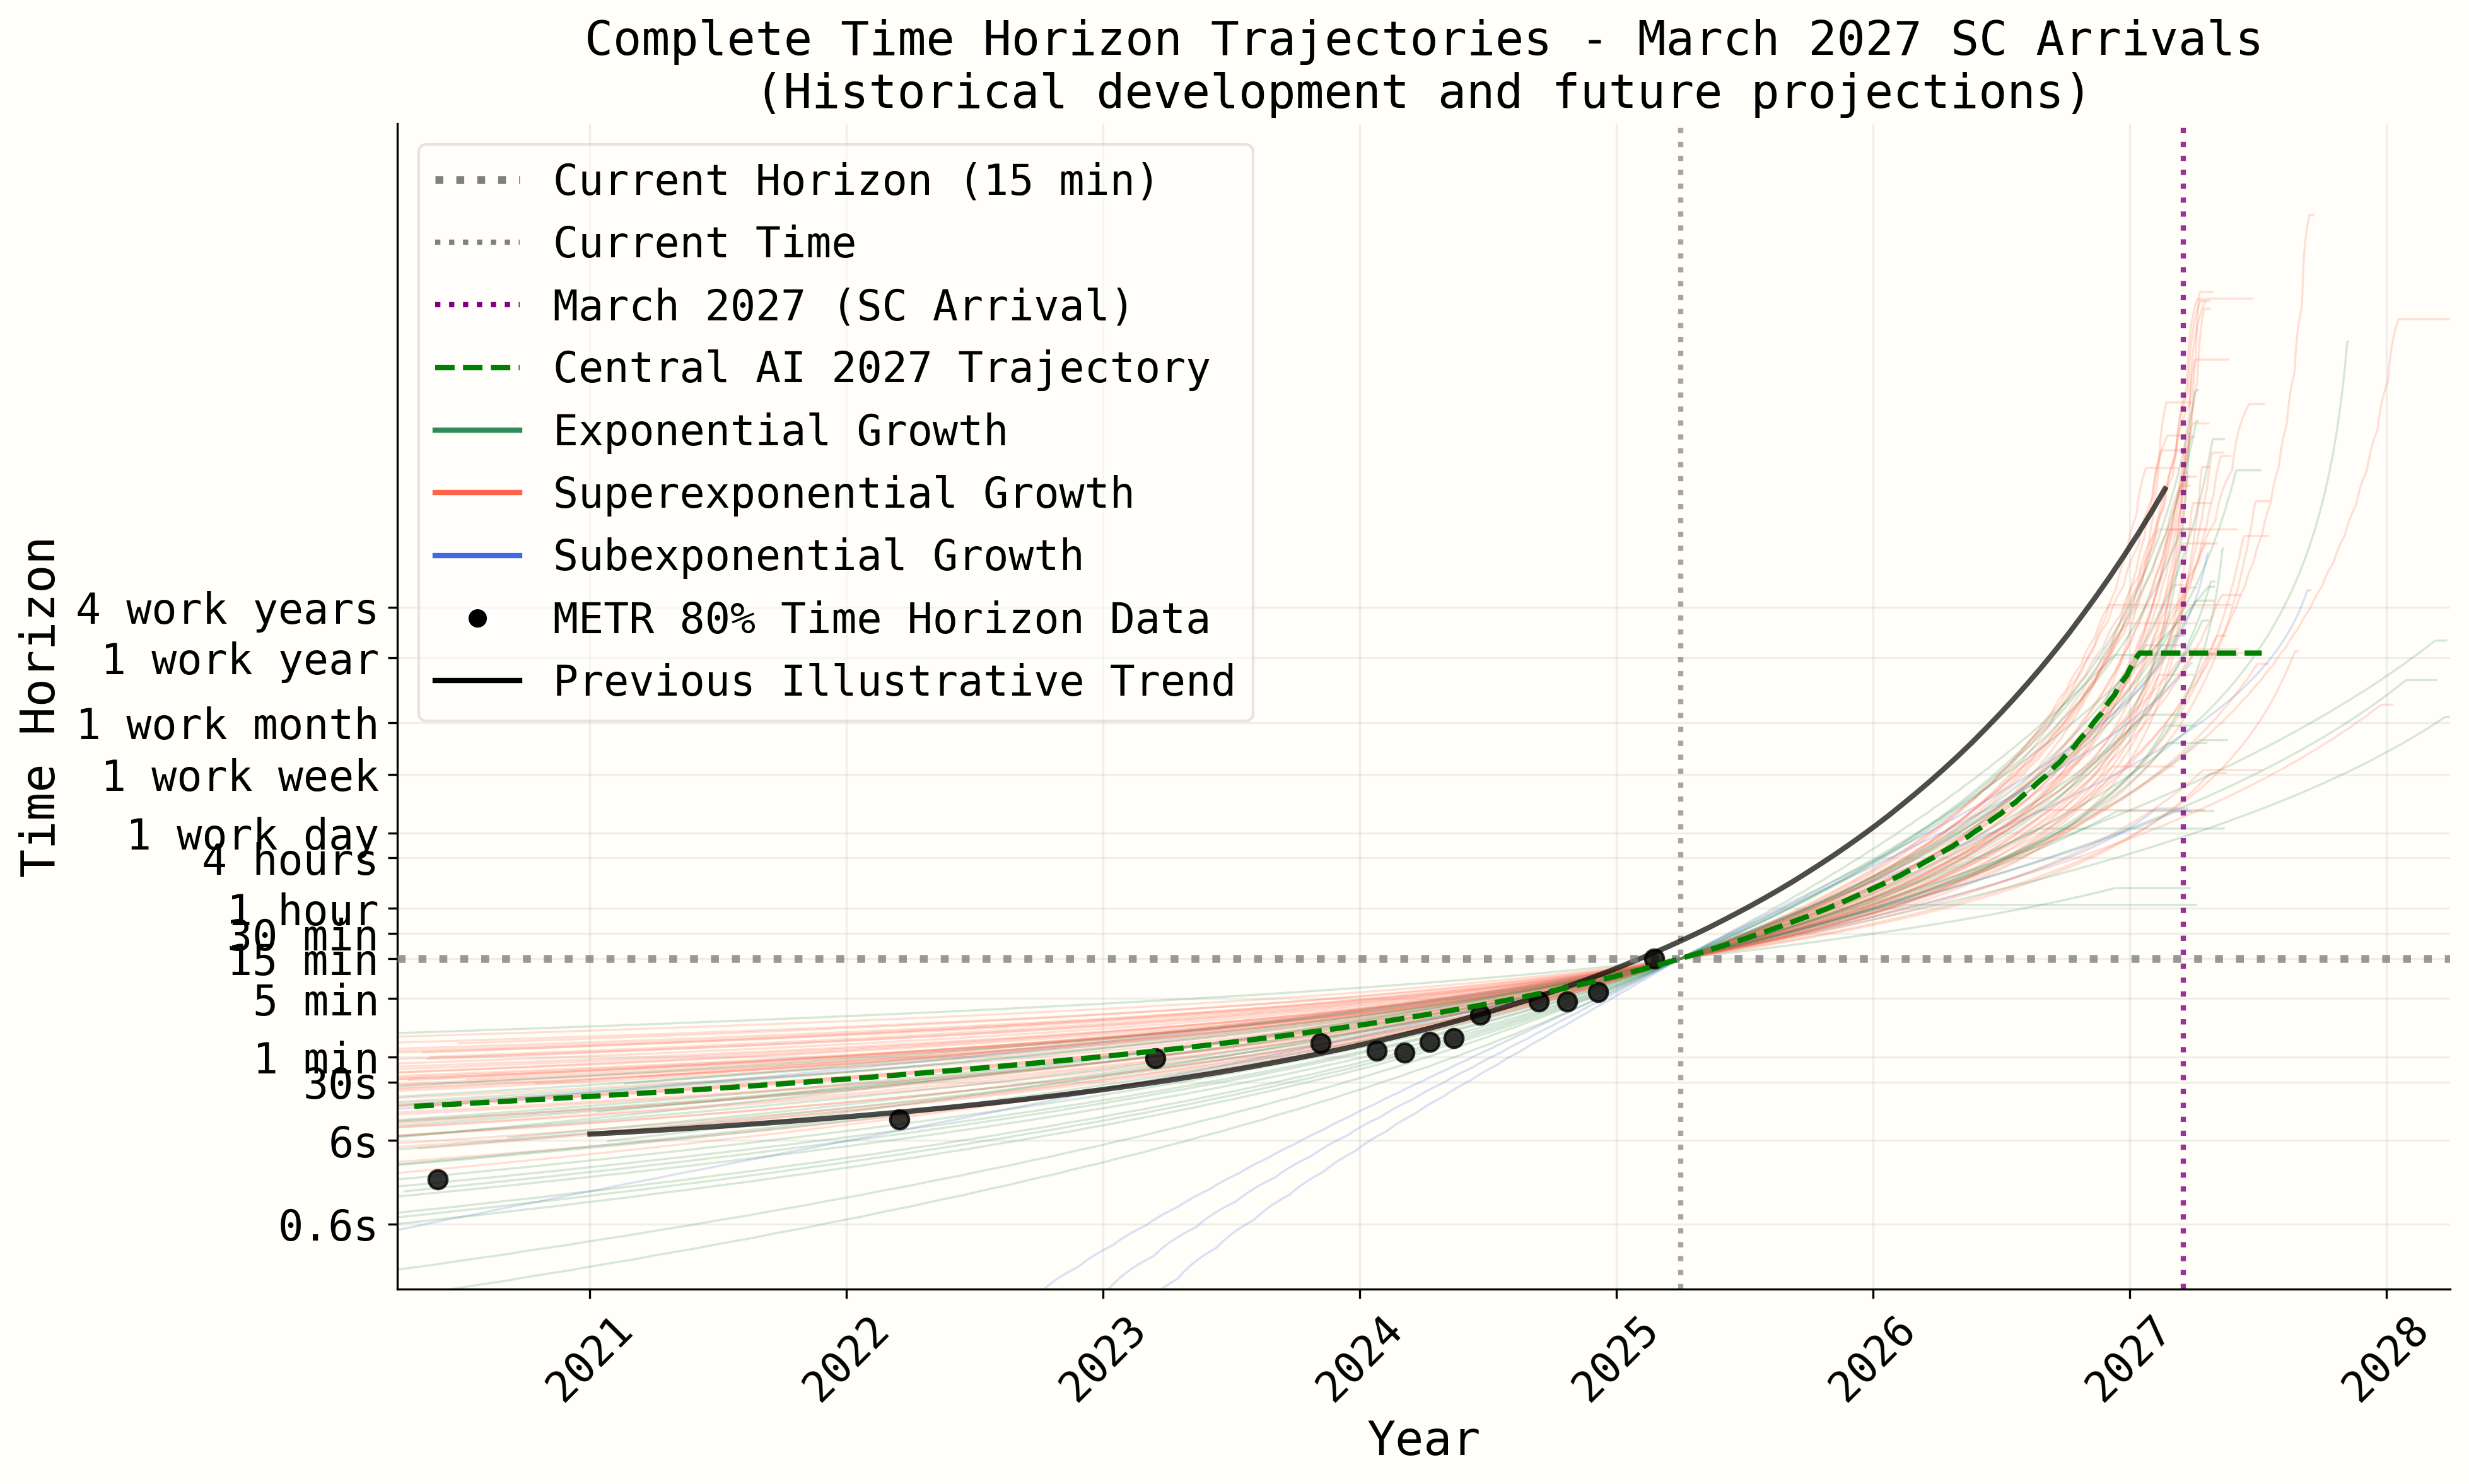 Complete Time Horizon Trajectories - March 2027 SC Arrivals
(Historical development and future projections)
Current Horizon (15 min)
Current Time
March 2027 (SC Arrival)
Central AI 2027 Trajectory
Exponential Growth
Superexponential Growth
Subexponential Growth
METR 80% Time Horizon Data
Previous Illustrative Trend
Time Horizon
4 work years
1 work year
1 work month
1 work week
1 work day
4 hours
1 hour
30 min
15 min
5 min
1 min
30s
6s
0.6s
2021
2022
2023
2024
2025
2026
2027
2028
Year